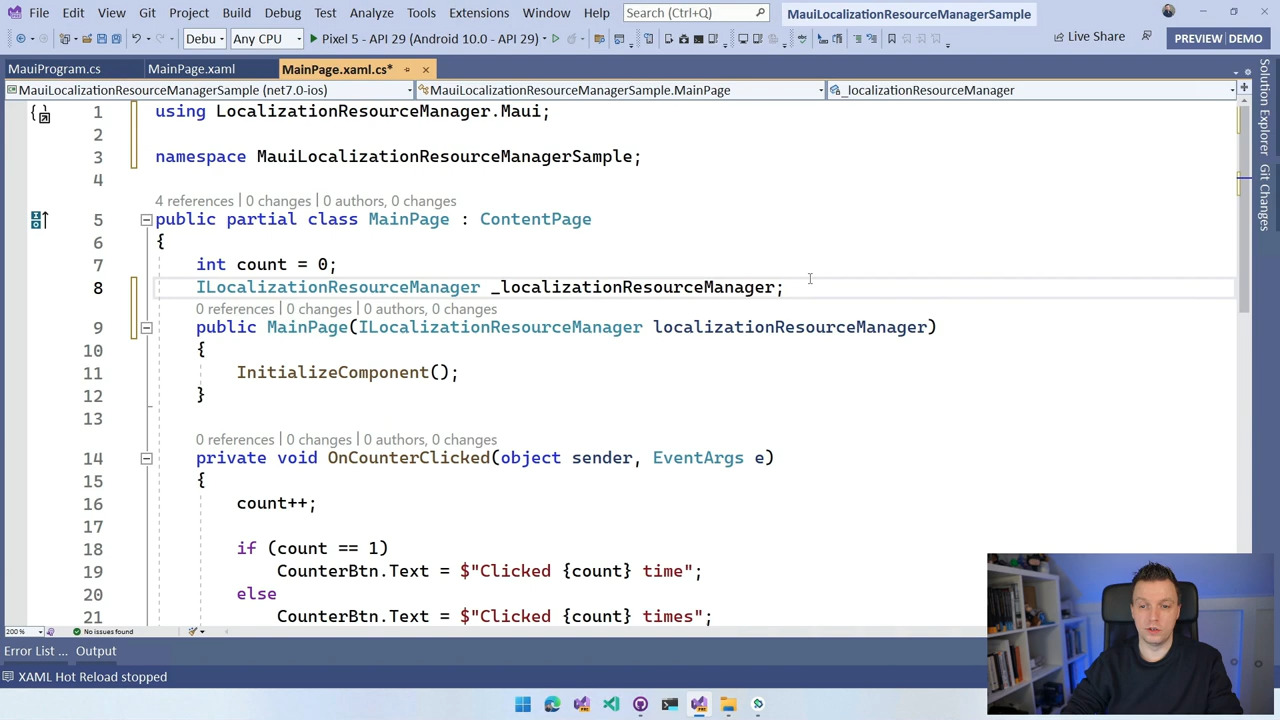 File Edit View Git Project Build Debug Test Analyze Tools Extensions Window Help Search (Ctrl+Q) MauiLocalizationResourceManagerSample
Debu Any CPU Pixel 5 - API 29 (Android 10.0 - API 29) Live Share PREVIEW DEMO
MauiProgram.cs MainPage.xaml MainPage.xaml.cs*
MauiLocalizationResourceManagerSample (net7.0-ios) MauiLocalizationResourceManagerSample.MainPage _localizationResourceManager
1 using LocalizationResourceManager.Maui;
2
3 namespace MauiLocalizationResourceManagerSample;
4
4 references | 0 changes | 0 authors, 0 changes
5 public partial class MainPage : ContentPage
6 {
7 int count = 0;
8 ILocalizationResourceManager _localizationResourceManager;
0 references | 0 changes | 0 authors, 0 changes
9 public MainPage(ILocalizationResourceManager localizationResourceManager)
10 {
11 InitializeComponent();
12 }
13
0 references | 0 changes | 0 authors, 0 changes
14 private void OnCounterClicked(object sender, EventArgs e)
15 {
16 count++;
17
18 if (count == 1)
19 CounterBtn.Text = $"Clicked {count} time";
20 else
21 CounterBtn.Text = $"Clicked {count} times";
200 % No issues found
Error List ... Output
XAML Hot Reload stopped
Solution Explorer
Git Changes